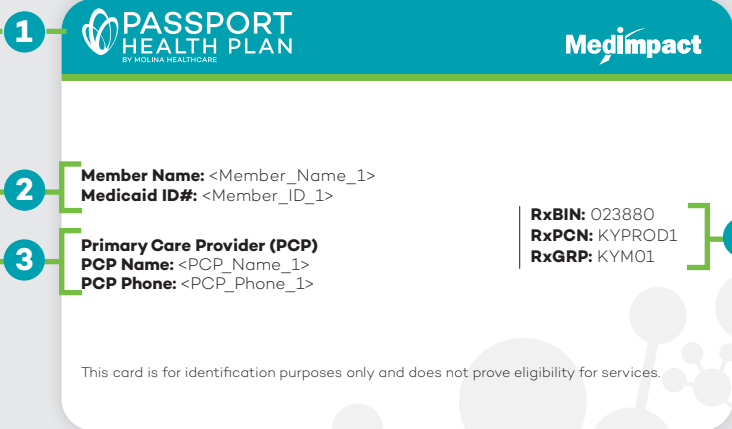 1
PASSPORT
HEALTH PLAN
BY MOLINA HEALTHCARE
Medimpact
2
Member Name: <Member_Name_1>
Medicaid ID#: <Member_ID_1>
3
Primary Care Provider (PCP)
PCP Name: <PCP_Name_1>
PCP Phone: <PCP_Phone_1>
RxBIN: 023880
RxPCN: KYPROD1
RxGRP: KYM01
This card is for identification purposes only and does not prove eligibility for services.